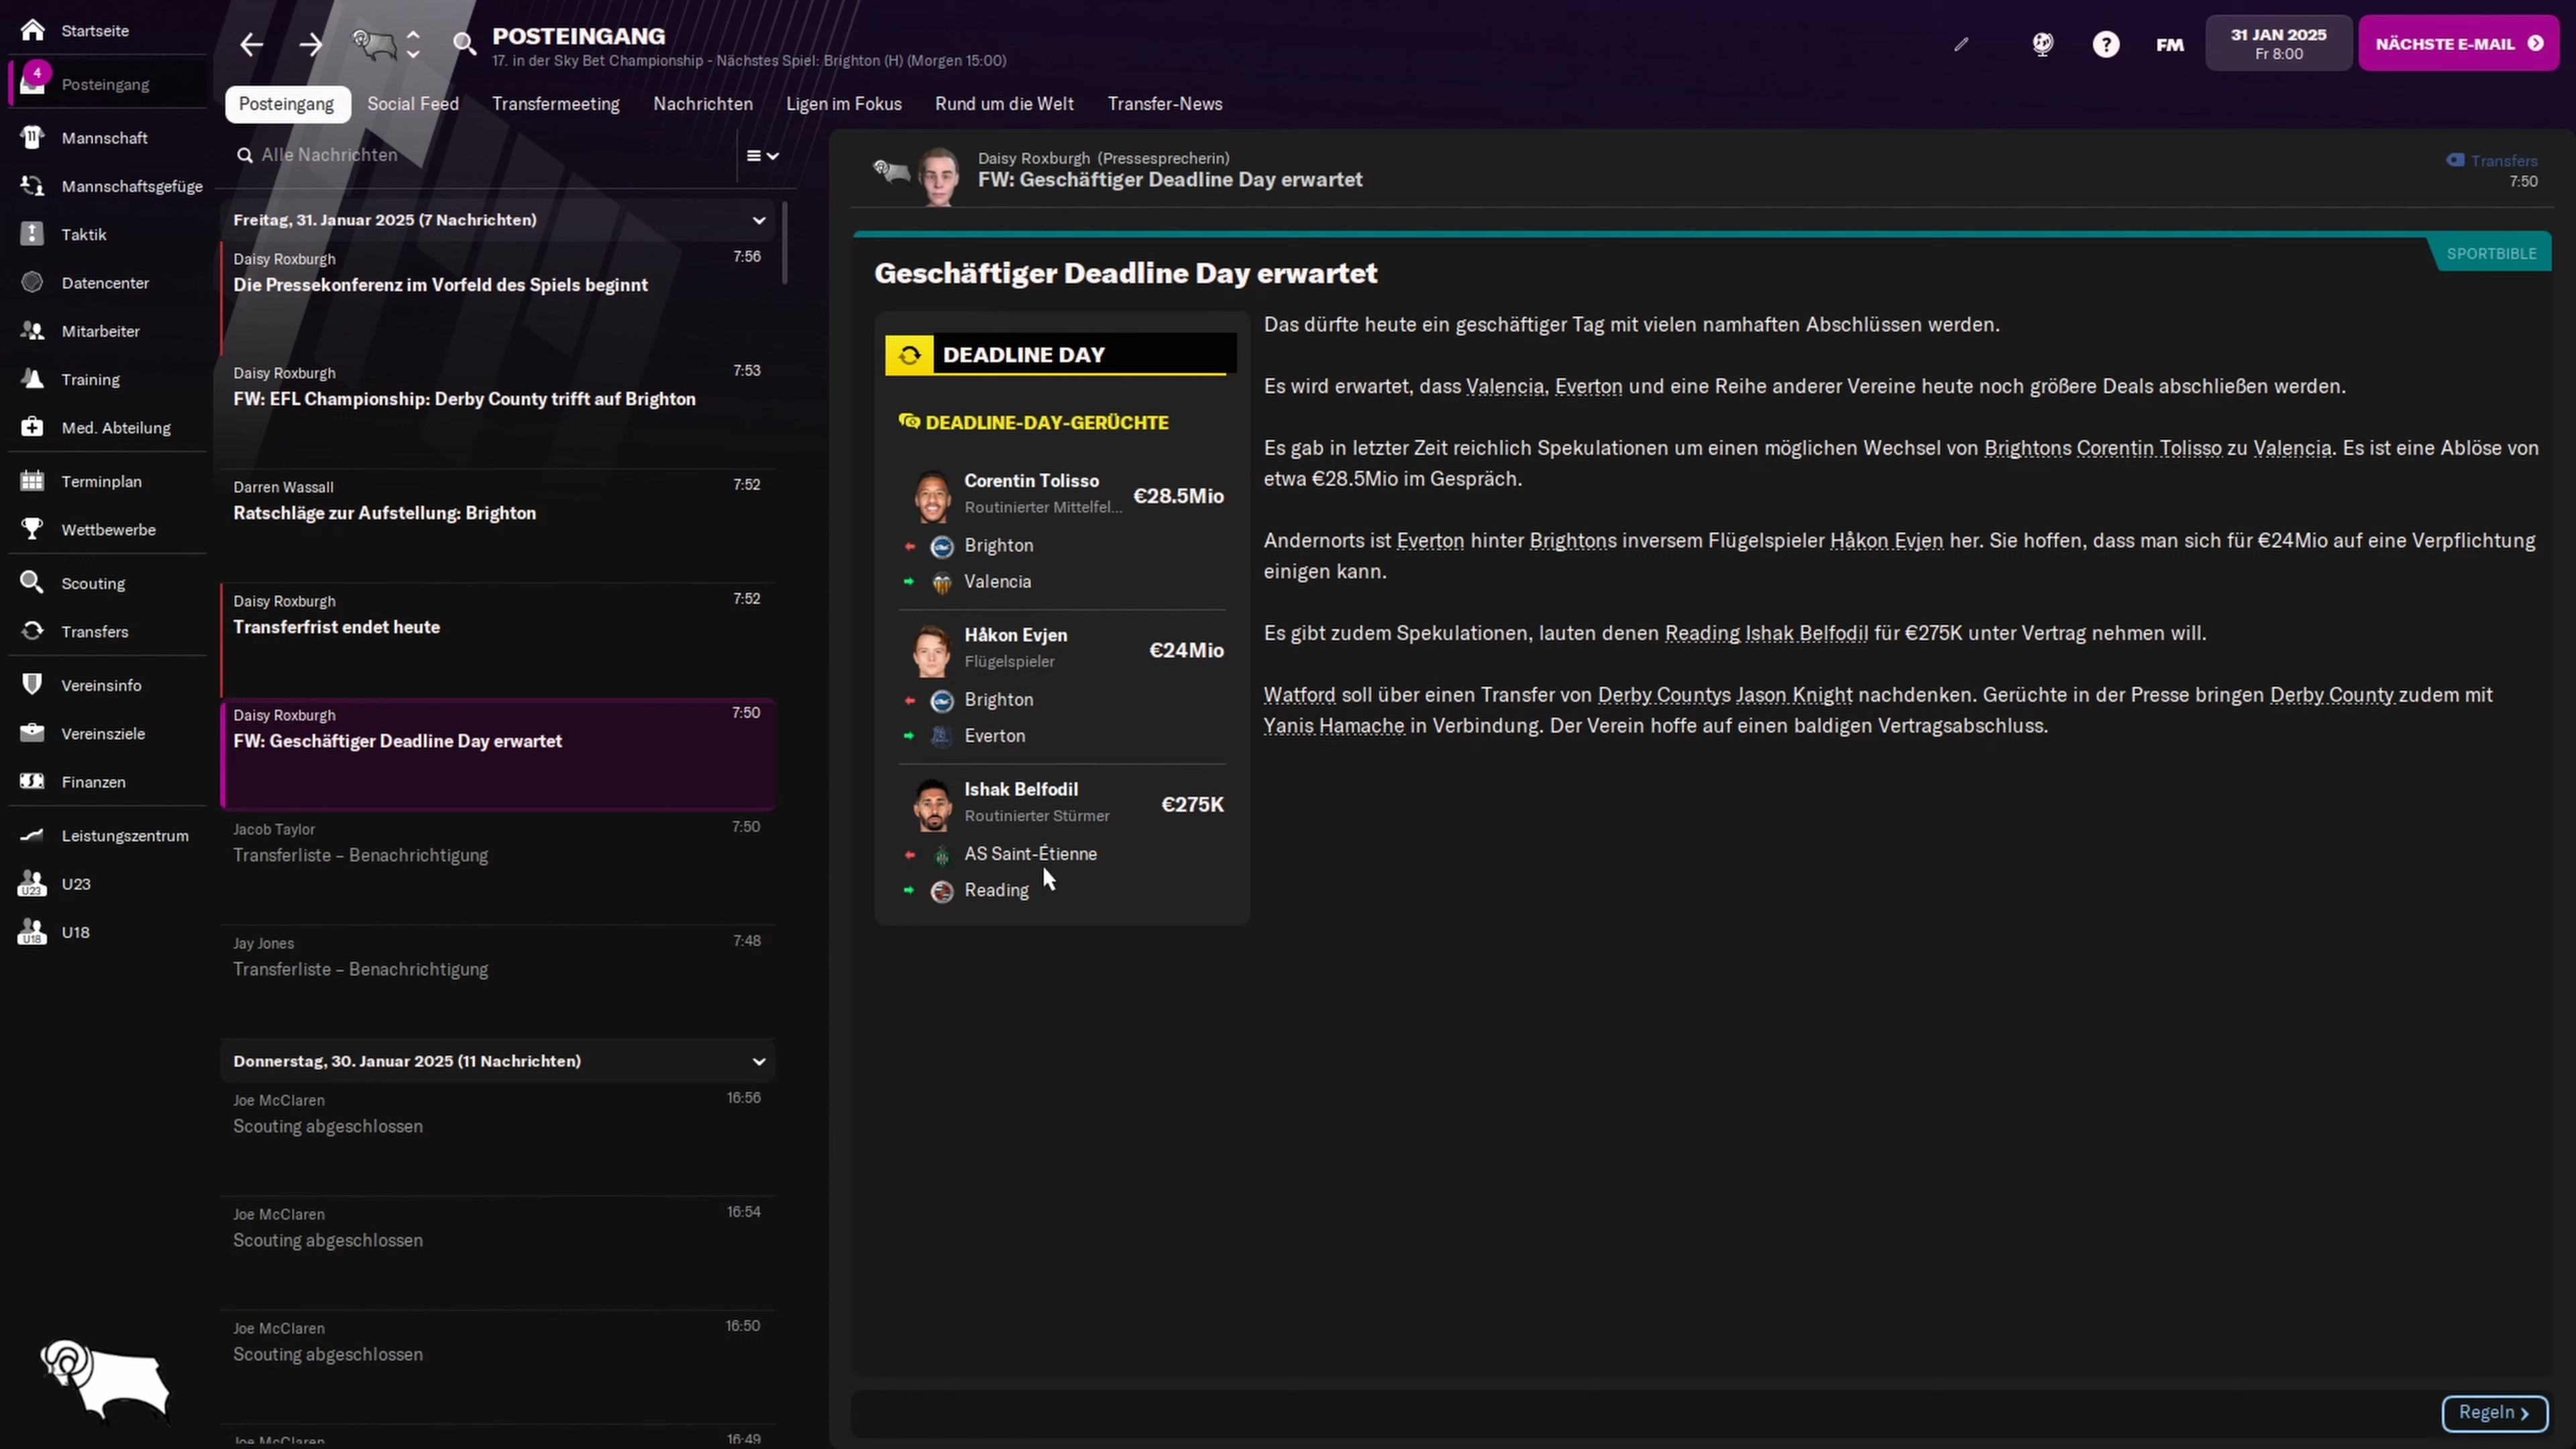 Startseite
4
Posteingang
11
Mannschaft
Mannschaftsgefüge
Taktik
Datencenter
Mitarbeiter
Training
Med. Abteilung
Terminplan
Wettbewerbe
Scouting
Transfers
Vereinsinfo
Vereinsziele
Finanzen
Leistungszentrum
U23
U23
U18
U18
POSTEINGANG
17. in der Sky Bet Championship - Nächstes Spiel: Brighton (H) (Morgen 15:00)
?
FM
31 JAN 2025
Fr 8:00
NÄCHSTE E-MAIL
Posteingang
Social Feed
Transfermeeting
Nachrichten
Ligen im Fokus
Rund um die Welt
Transfer-News
Alle Nachrichten
Freitag, 31. Januar 2025 (7 Nachrichten)
Daisy Roxburgh 7:56
Die Pressekonferenz im Vorfeld des Spiels beginnt
Daisy Roxburgh 7:53
FW: EFL Championship: Derby County trifft auf Brighton
Darren Wassall 7:52
Ratschläge zur Aufstellung: Brighton
Daisy Roxburgh 7:52
Transferfrist endet heute
Daisy Roxburgh 7:50
FW: Geschäftiger Deadline Day erwartet
Jacob Taylor 7:50
Transferliste – Benachrichtigung
Jay Jones 7:48
Transferliste – Benachrichtigung
Donnerstag, 30. Januar 2025 (11 Nachrichten)
Joe McClaren 16:56
Scouting abgeschlossen
Joe McClaren 16:54
Scouting abgeschlossen
Joe McClaren 16:50
Scouting abgeschlossen
Joe McClaren 16:49
Daisy Roxburgh (Pressesprecherin)
FW: Geschäftiger Deadline Day erwartet
Transfers
7:50
SPORTBIBLE
Geschäftiger Deadline Day erwartet
DEADLINE DAY
DEADLINE-DAY-GERÜCHTE
Corentin Tolisso
Routinierter Mittelfel...
€28.5Mio
Brighton
Valencia
Håkon Evjen
Flügelspieler
€24Mio
Brighton
Everton
Ishak Belfodil
Routinierter Stürmer
€275K
AS Saint-Étienne
Reading
Das dürfte heute ein geschäftiger Tag mit vielen namhaften Abschlüssen werden.
Es wird erwartet, dass Valencia, Everton und eine Reihe anderer Vereine heute noch größere Deals abschließen werden.
Es gab in letzter Zeit reichlich Spekulationen um einen möglichen Wechsel von Brightons Corentin Tolisso zu Valencia. Es ist eine Ablöse von
etwa €28.5Mio im Gespräch.
Andernorts ist Everton hinter Brightons inversem Flügelspieler Håkon Evjen her. Sie hoffen, dass man sich für €24Mio auf eine Verpflichtung
einigen kann.
Es gibt zudem Spekulationen, lauten denen Reading Ishak Belfodil für €275K unter Vertrag nehmen will.
Watford soll über einen Transfer von Derby Countys Jason Knight nachdenken. Gerüchte in der Presse bringen Derby County zudem mit
Yanis Hamache in Verbindung. Der Verein hoffe auf einen baldigen Vertragsabschluss.
Regeln